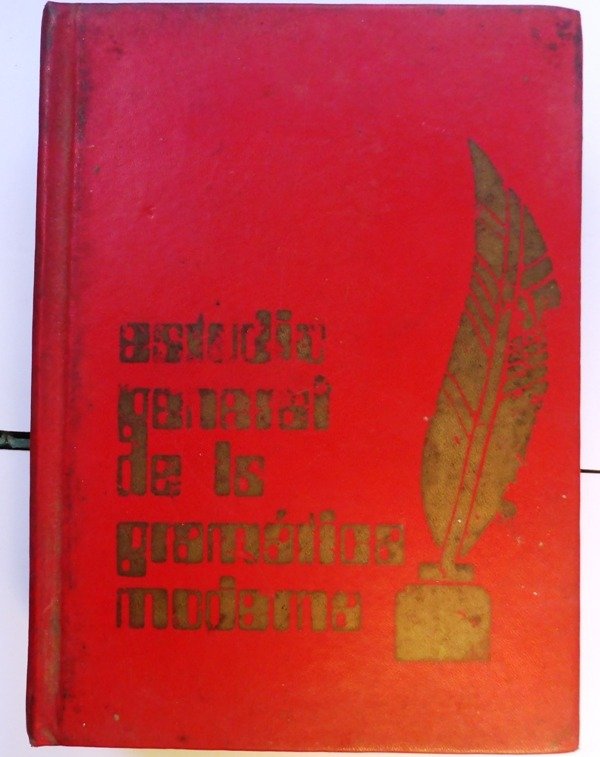 estudio
general
de la
gramática
moderna